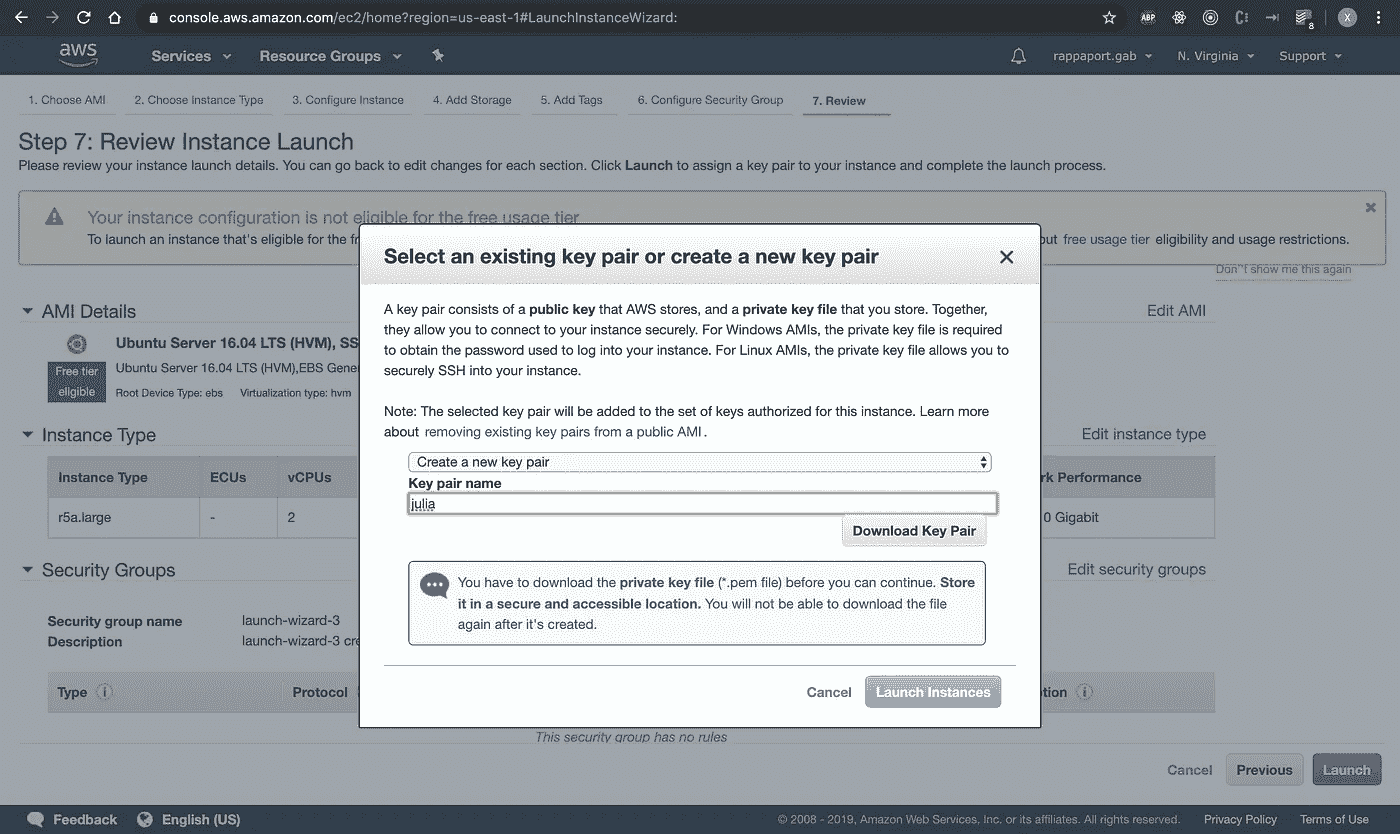 console.aws.amazon.com/ec2/home?region=us-east-1#LaunchInstanceWizard:
ABP
8
X
aws
Services
Resource Groups
rappaport.gab
N. Virginia
Support
1. Choose AMI
2. Choose Instance Type
3. Configure Instance
4. Add Storage
5. Add Tags
6. Configure Security Group
7. Review
Step 7: Review Instance Launch
Please review your instance launch details. You can go back to edit changes for each section. Click Launch to assign a key pair to your instance and complete the launch process.
Your instance configuration is not eligible for the free usage tier
To launch an instance that's eligible for the fr
out free usage tier eligibility and usage restrictions.
Don't show me this again
Select an existing key pair or create a new key pair
A key pair consists of a public key that AWS stores, and a private key file that you store. Together,
they allow you to connect to your instance securely. For Windows AMIs, the private key file is required
to obtain the password used to log into your instance. For Linux AMIs, the private key file allows you to
securely SSH into your instance.
Note: The selected key pair will be added to the set of keys authorized for this instance. Learn more
about removing existing key pairs from a public AMI.
Create a new key pair
Key pair name
julia
Download Key Pair
You have to download the private key file (*.pem file) before you can continue. Store
it in a secure and accessible location. You will not be able to download the file
again after it's created.
Cancel
Launch Instances
AMI Details
Edit AMI
Free tier
eligible
Ubuntu Server 16.04 LTS (HVM), SS
Ubuntu Server 16.04 LTS (HVM),EBS Gene
Root Device Type: ebs Virtualization type: hvm
Instance Type
Edit instance type
Instance Type
ECUs
vCPUs
rk Performance
r5a.large
-
2
0 Gigabit
Security Groups
Edit security groups
Security group name
launch-wizard-3
Description
launch-wizard-3 cre
Type
Protocol
tion
This security group has no rules
Cancel
Previous
Launch
Feedback
English (US)
© 2008 - 2019, Amazon Web Services, Inc. or its affiliates. All rights reserved.
Privacy Policy
Terms of Use